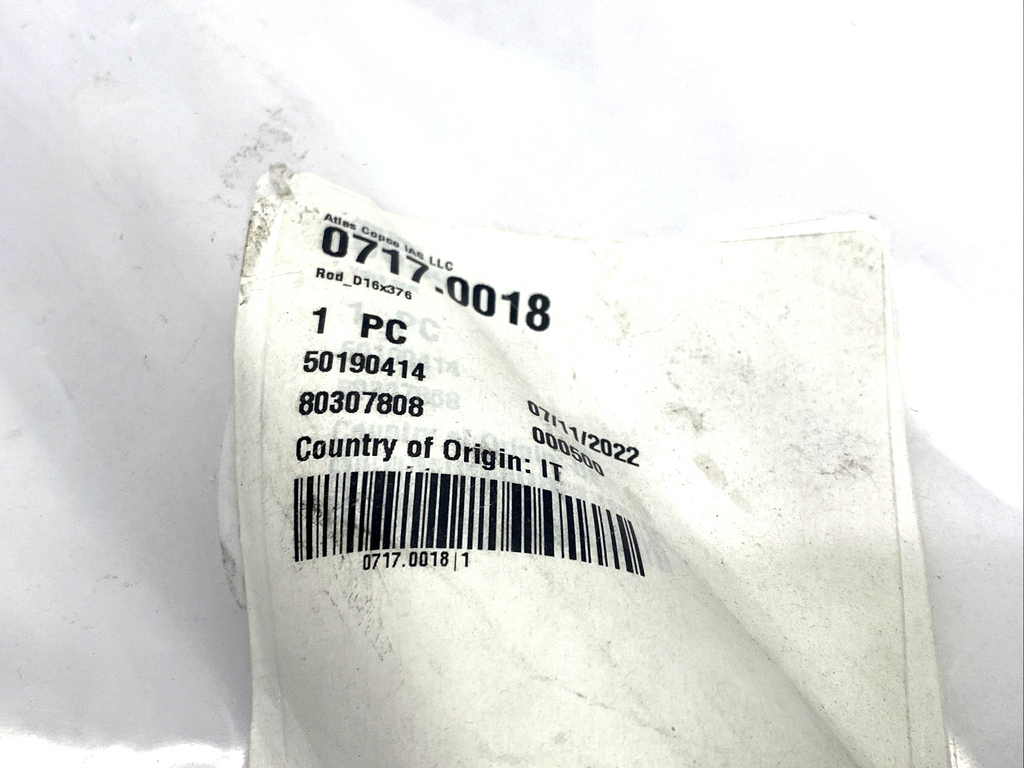 Atlas Copco IAS LLC
0717.0018
Rod_D16x376
1 PC
50190414
80307808
07/11/2022
000500
Country of Origin: IT
0717.0018|1